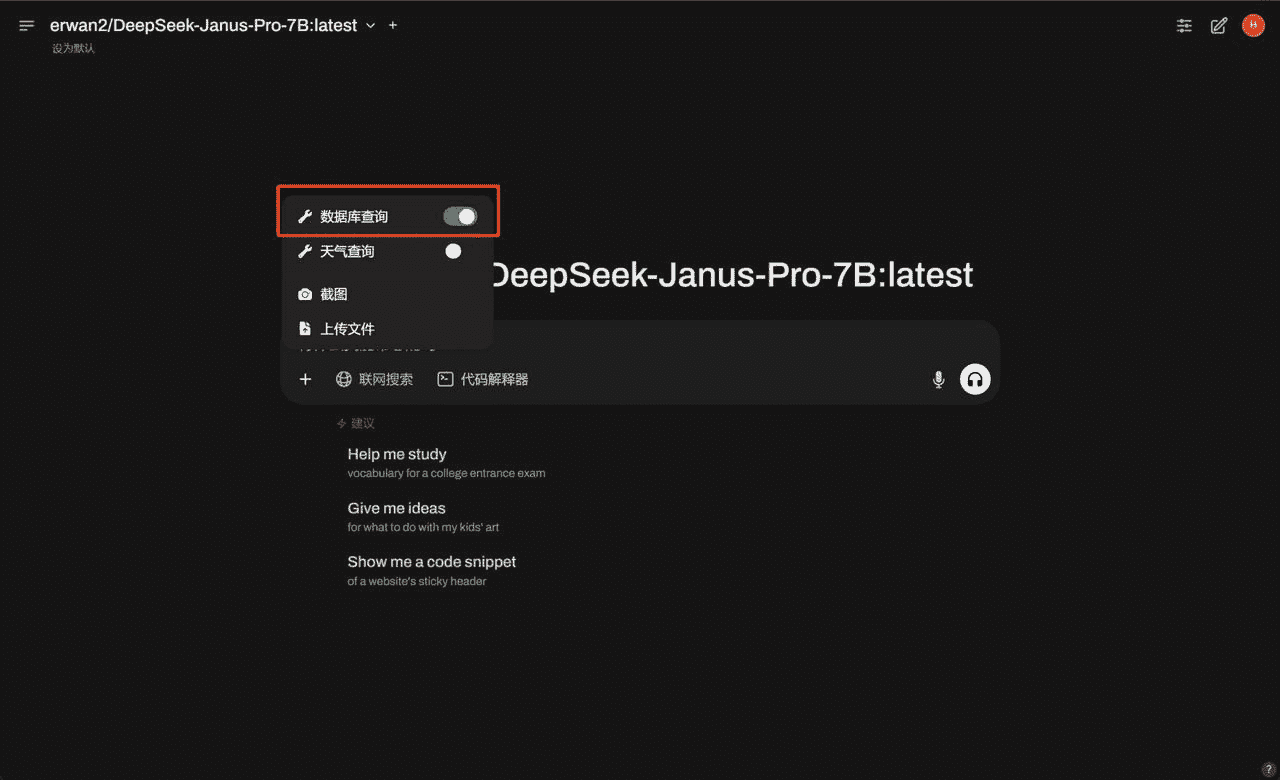 erwan2/DeepSeek-Janus-Pro-7B:latest
设为默认
数据库查询
天气查询
截图
上传文件
DeepSeek-Janus-Pro-7B:latest
联网搜索
代码解释器
建议
Help me study
vocabulary for a college entrance exam
Give me ideas
for what to do with my kids' art
Show me a code snippet
of a website's sticky header
?